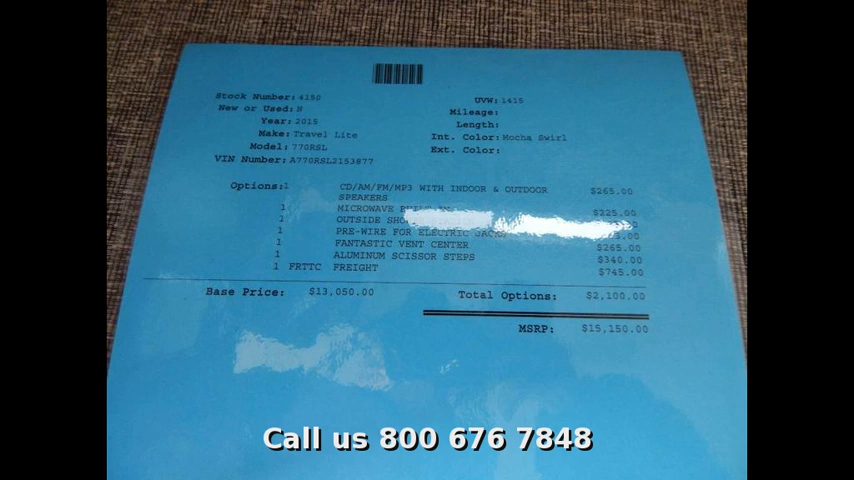 Stock Number: 4150
New or Used: N
Year: 2015
Make: Travel Lite
Model: 770RSL
VIN Number: A770RSL2153877
UVW: 1415
Mileage:
Length:
Int. Color: Mocha Swirl
Ext. Color:
Options: 1 CD/AM/FM/MP3 WITH INDOOR & OUTDOOR SPEAKERS $265.00
1 MICROWAVE $225.00
1 OUTSIDE
1 PRE-WIRE FOR ELECTRIC JACKS
1 FANTASTIC VENT CENTER $265.00
1 ALUMINUM SCISSOR STEPS $340.00
1 FRTTC FREIGHT $745.00
Base Price: $13,050.00 Total Options: $2,100.00
MSRP: $15,150.00
Call us 800 676 7848